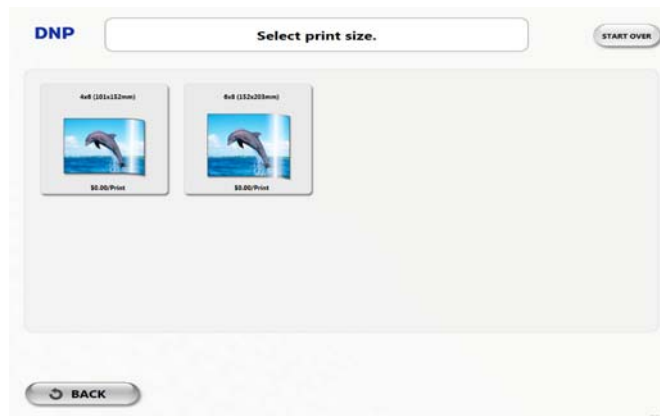 DNP
Select print size.
START OVER
4x6 (101x152mm)
6x8 (152x203mm)
$0.00/Print
$0.00/Print
BACK